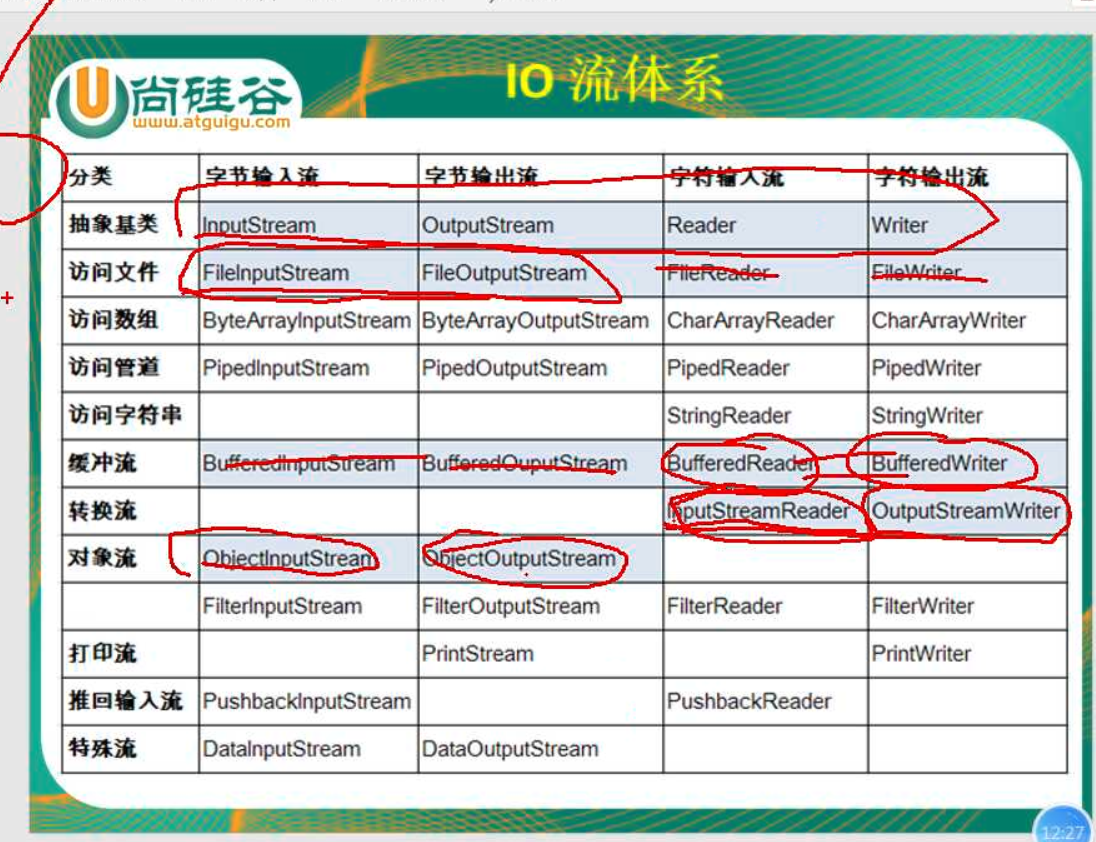 尚硅谷
www.atguigu.com
IO 流体系
分类 字节输入流 字节输出流 字符输入流 字符输出流
抽象基类 InputStream OutputStream Reader Writer
访问文件 FileInputStream FileOutputStream FileReader FileWriter
访问数组 ByteArrayInputStream ByteArrayOutputStream CharArrayReader CharArrayWriter
访问管道 PipedInputStream PipedOutputStream PipedReader PipedWriter
访问字符串 StringReader StringWriter
缓冲流 BufferedInputStream BufferedOuputStream BufferedReader BufferedWriter
转换流 InputStreamReader OutputStreamWriter
对象流 ObjectInputStream ObjectOutputStream
FilterInputStream FilterOutputStream FilterReader FilterWriter
打印流 PrintStream PrintWriter
推回输入流 PushbackInputStream PushbackReader
特殊流 DataInputStream DataOutputStream
12:27